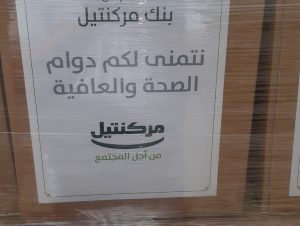 بنك مركنتيل
نتمنى لكم دوام
الصحة والعافية
مركنتيل
من أجل المجتمع